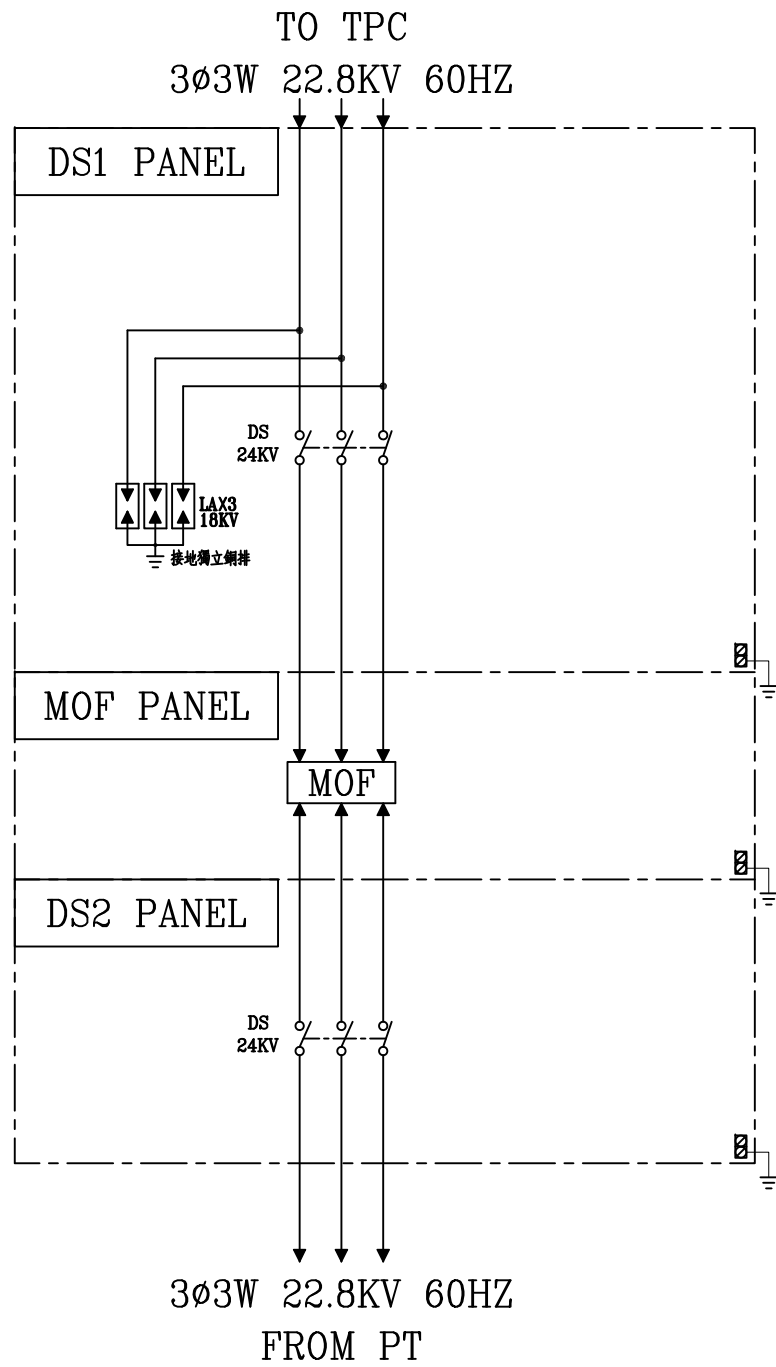 TO TPC
3ø3W 22.8KV 60HZ
DS1 PANEL
DS
24KV
LAX3
18KV
接地獨立銅排
MOF PANEL
MOF
DS2 PANEL
DS
24KV
3ø3W 22.8KV 60HZ
FROM PT